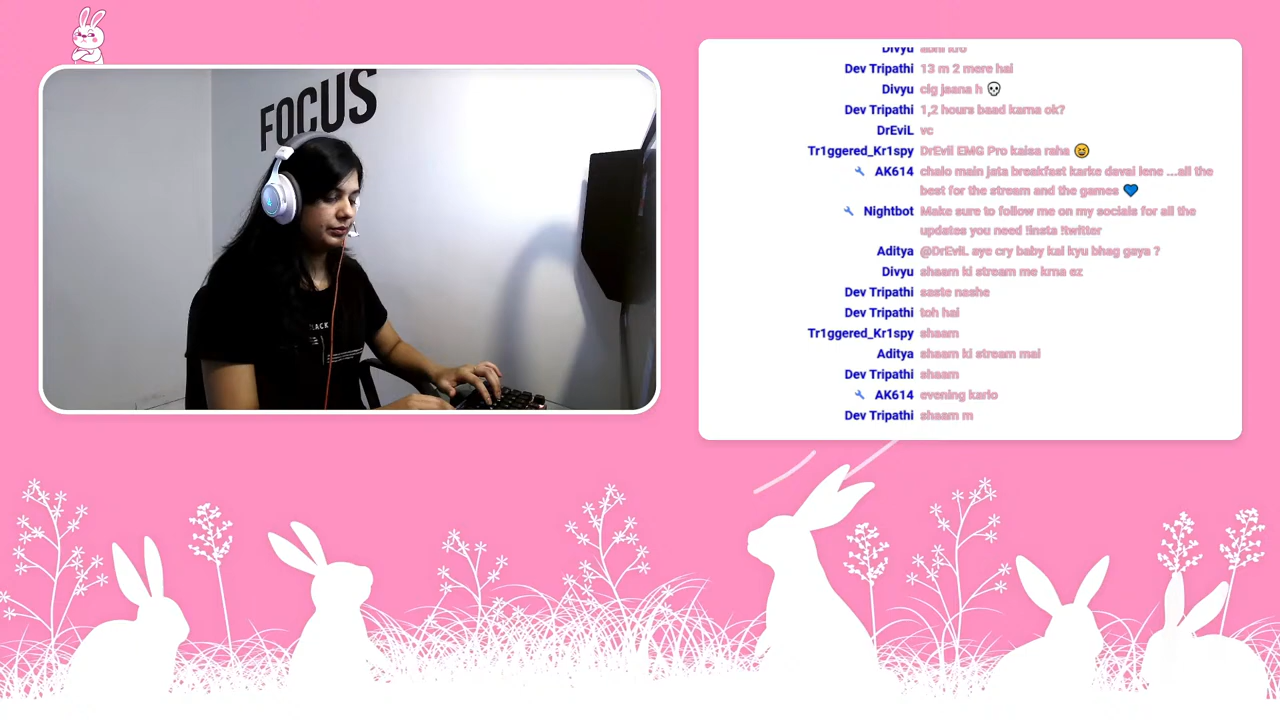 FOCUS
LACK
Divyu abhi kro
Dev Tripathi 13 m 2 mere hai
Divyu clg jaana h 💀
Dev Tripathi 1,2 hours baad karna ok?
DrEviL vc
Tr1ggered_Kr1spy DrEvil EMG Pro kaisa raha 😆
AK614 chalo main jata breakfast karke davai lene ...all the
best for the stream and the games 💙
Nightbot Make sure to follow me on my socials for all the
updates you need !insta !twitter
Aditya @DrEviL aye cry baby kai kyu bhag gaya ?
Divyu shaam ki stream me krna ez
Dev Tripathi saste nashe
Dev Tripathi toh hai
Tr1ggered_Kr1spy shaam
Aditya shaam ki stream mai
Dev Tripathi shaam
AK614 evening karlo
Dev Tripathi shaam m